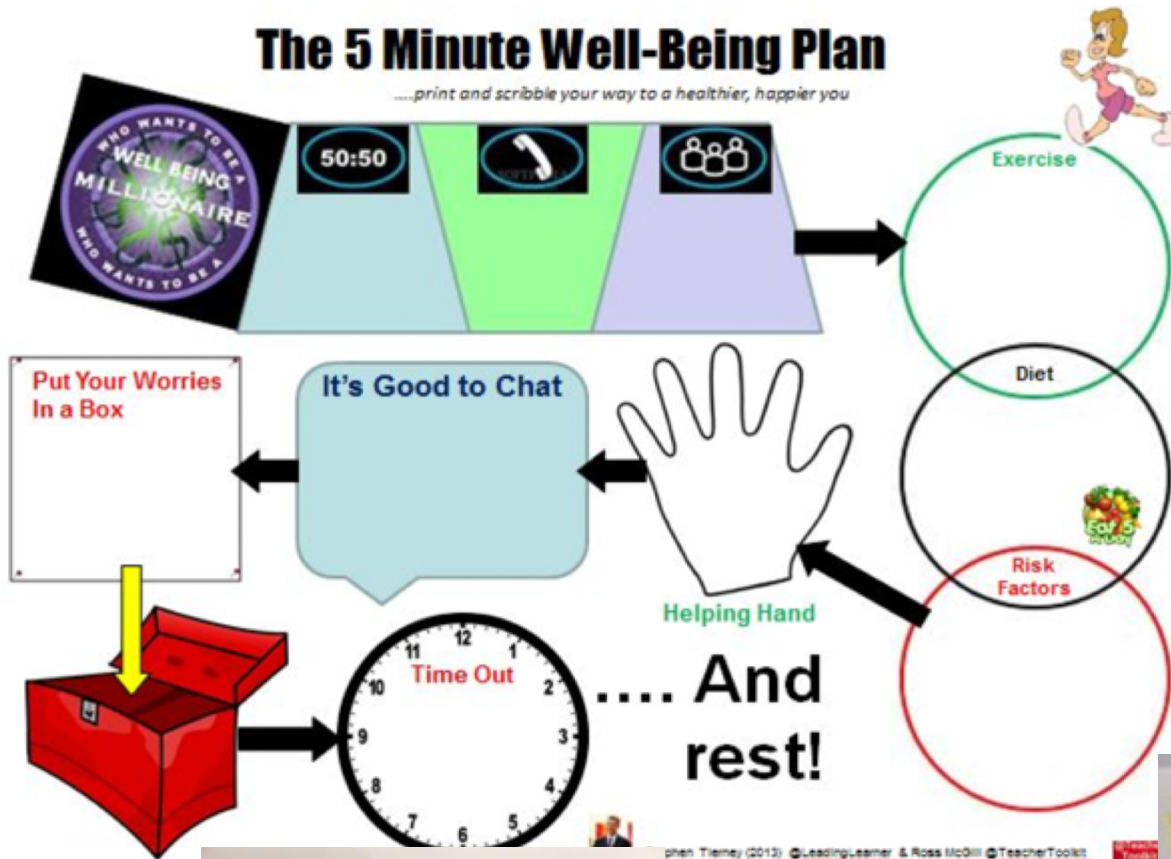 The 5 Minute Well-Being Plan
.....print and scribble your way to a healthier, happier you
WHO WANTS TO BE A
WELL BEING
MILLIONAIRE
WHO WANTS TO BE A
50:50
Exercise
Diet
Eat 5
A DAY
Risk
Factors
Helping Hand
It's Good to Chat
Put Your Worries
In a Box
Time Out
12
1
2
3
4
5
6
7
8
9
10
11
.... And
rest!
phen Tierney (2013) @LeadingLearner & Ross McGill @TeacherToolkit